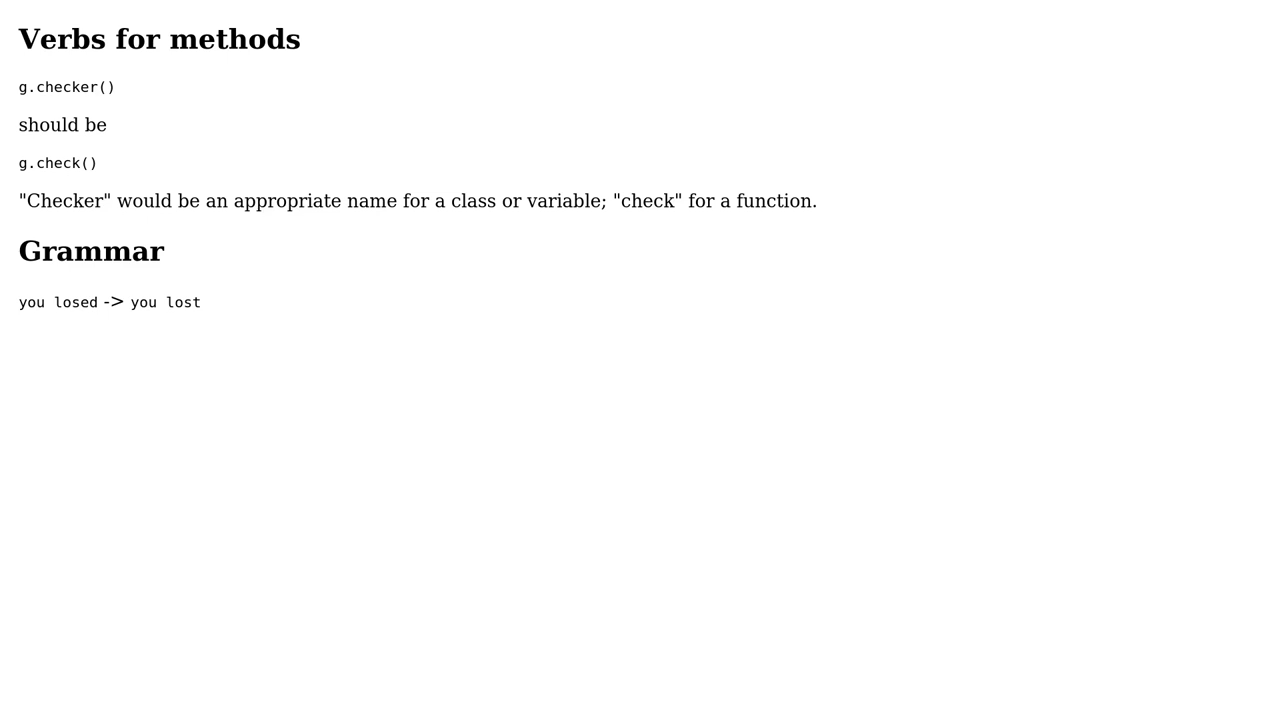 Verbs for methods
g.checker()
should be
g.check()
"Checker" would be an appropriate name for a class or variable; "check" for a function.
Grammar
you losed -> you lost